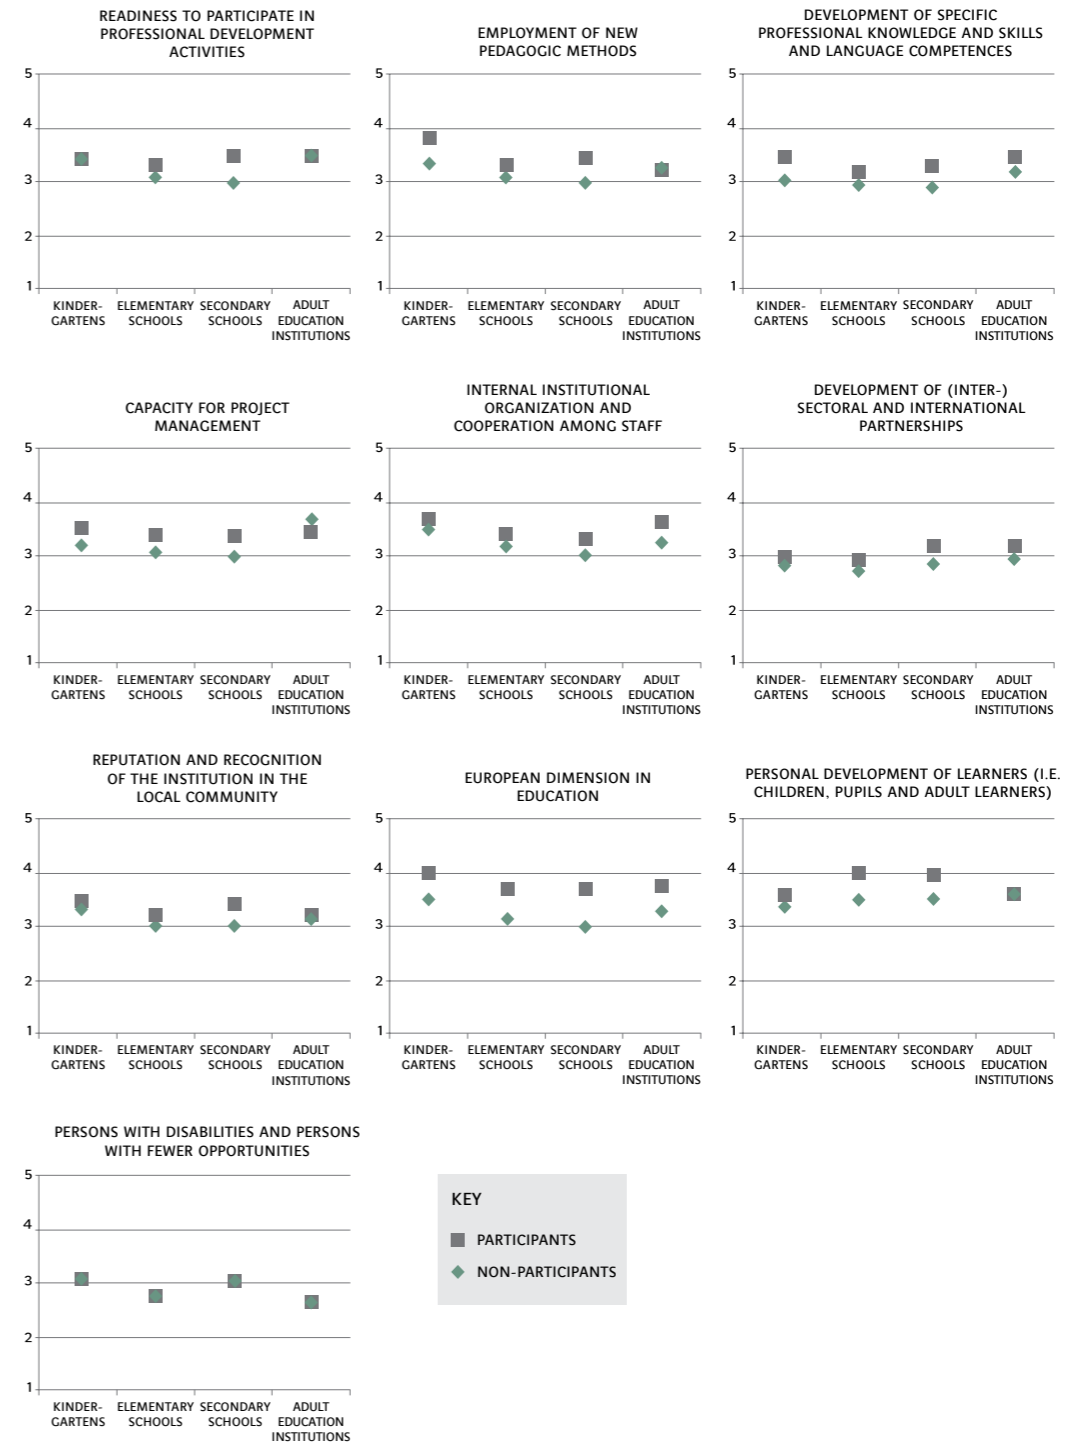 READINESS TO PARTICIPATE IN
PROFESSIONAL DEVELOPMENT
ACTIVITIES
5
4
3
2
1
KINDER-
GARTENS
ELEMENTARY
SCHOOLS
SECONDARY
SCHOOLS
ADULT
EDUCATION
INSTITUTIONS
EMPLOYMENT OF NEW
PEDAGOGIC METHODS
5
4
3
2
1
KINDER-
GARTENS
ELEMENTARY
SCHOOLS
SECONDARY
SCHOOLS
ADULT
EDUCATION
INSTITUTIONS
DEVELOPMENT OF SPECIFIC
PROFESSIONAL KNOWLEDGE AND SKILLS
AND LANGUAGE COMPETENCES
5
4
3
2
1
KINDER-
GARTENS
ELEMENTARY
SCHOOLS
SECONDARY
SCHOOLS
ADULT
EDUCATION
INSTITUTIONS
CAPACITY FOR PROJECT
MANAGEMENT
5
4
3
2
1
KINDER-
GARTENS
ELEMENTARY
SCHOOLS
SECONDARY
SCHOOLS
ADULT
EDUCATION
INSTITUTIONS
INTERNAL INSTITUTIONAL
ORGANIZATION AND
COOPERATION AMONG STAFF
5
4
3
2
1
KINDER-
GARTENS
ELEMENTARY
SCHOOLS
SECONDARY
SCHOOLS
ADULT
EDUCATION
INSTITUTIONS
DEVELOPMENT OF (INTER-)
SECTORAL AND INTERNATIONAL
PARTNERSHIPS
5
4
3
2
1
KINDER-
GARTENS
ELEMENTARY
SCHOOLS
SECONDARY
SCHOOLS
ADULT
EDUCATION
INSTITUTIONS
REPUTATION AND RECOGNITION
OF THE INSTITUTION IN THE
LOCAL COMMUNITY
5
4
3
2
1
KINDER-
GARTENS
ELEMENTARY
SCHOOLS
SECONDARY
SCHOOLS
ADULT
EDUCATION
INSTITUTIONS
EUROPEAN DIMENSION IN
EDUCATION
5
4
3
2
1
KINDER-
GARTENS
ELEMENTARY
SCHOOLS
SECONDARY
SCHOOLS
ADULT
EDUCATION
INSTITUTIONS
PERSONAL DEVELOPMENT OF LEARNERS (I.E.
CHILDREN, PUPILS AND ADULT LEARNERS)
5
4
3
2
1
KINDER-
GARTENS
ELEMENTARY
SCHOOLS
SECONDARY
SCHOOLS
ADULT
EDUCATION
INSTITUTIONS
PERSONS WITH DISABILITIES AND PERSONS
WITH FEWER OPPORTUNITIES
5
4
3
2
1
KINDER-
GARTENS
ELEMENTARY
SCHOOLS
SECONDARY
SCHOOLS
ADULT
EDUCATION
INSTITUTIONS
KEY
PARTICIPANTS
NON-PARTICIPANTS